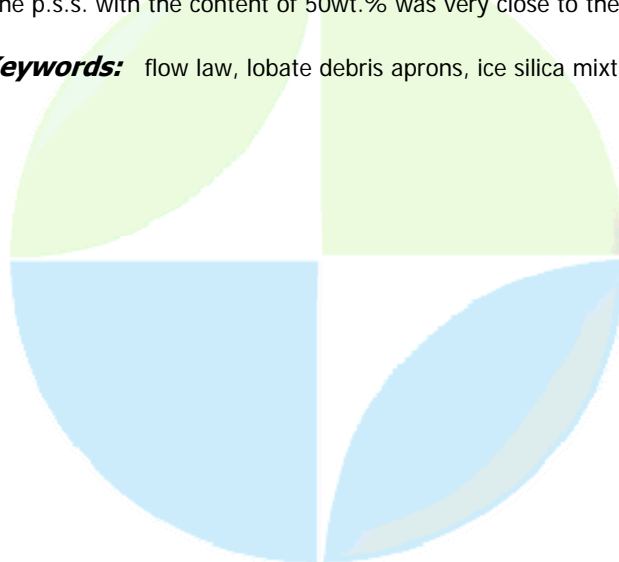 he p.s.s. with the content of 50wt.% was very close to the
eywords: flow law, lobate debris aprons, ice silica mixt